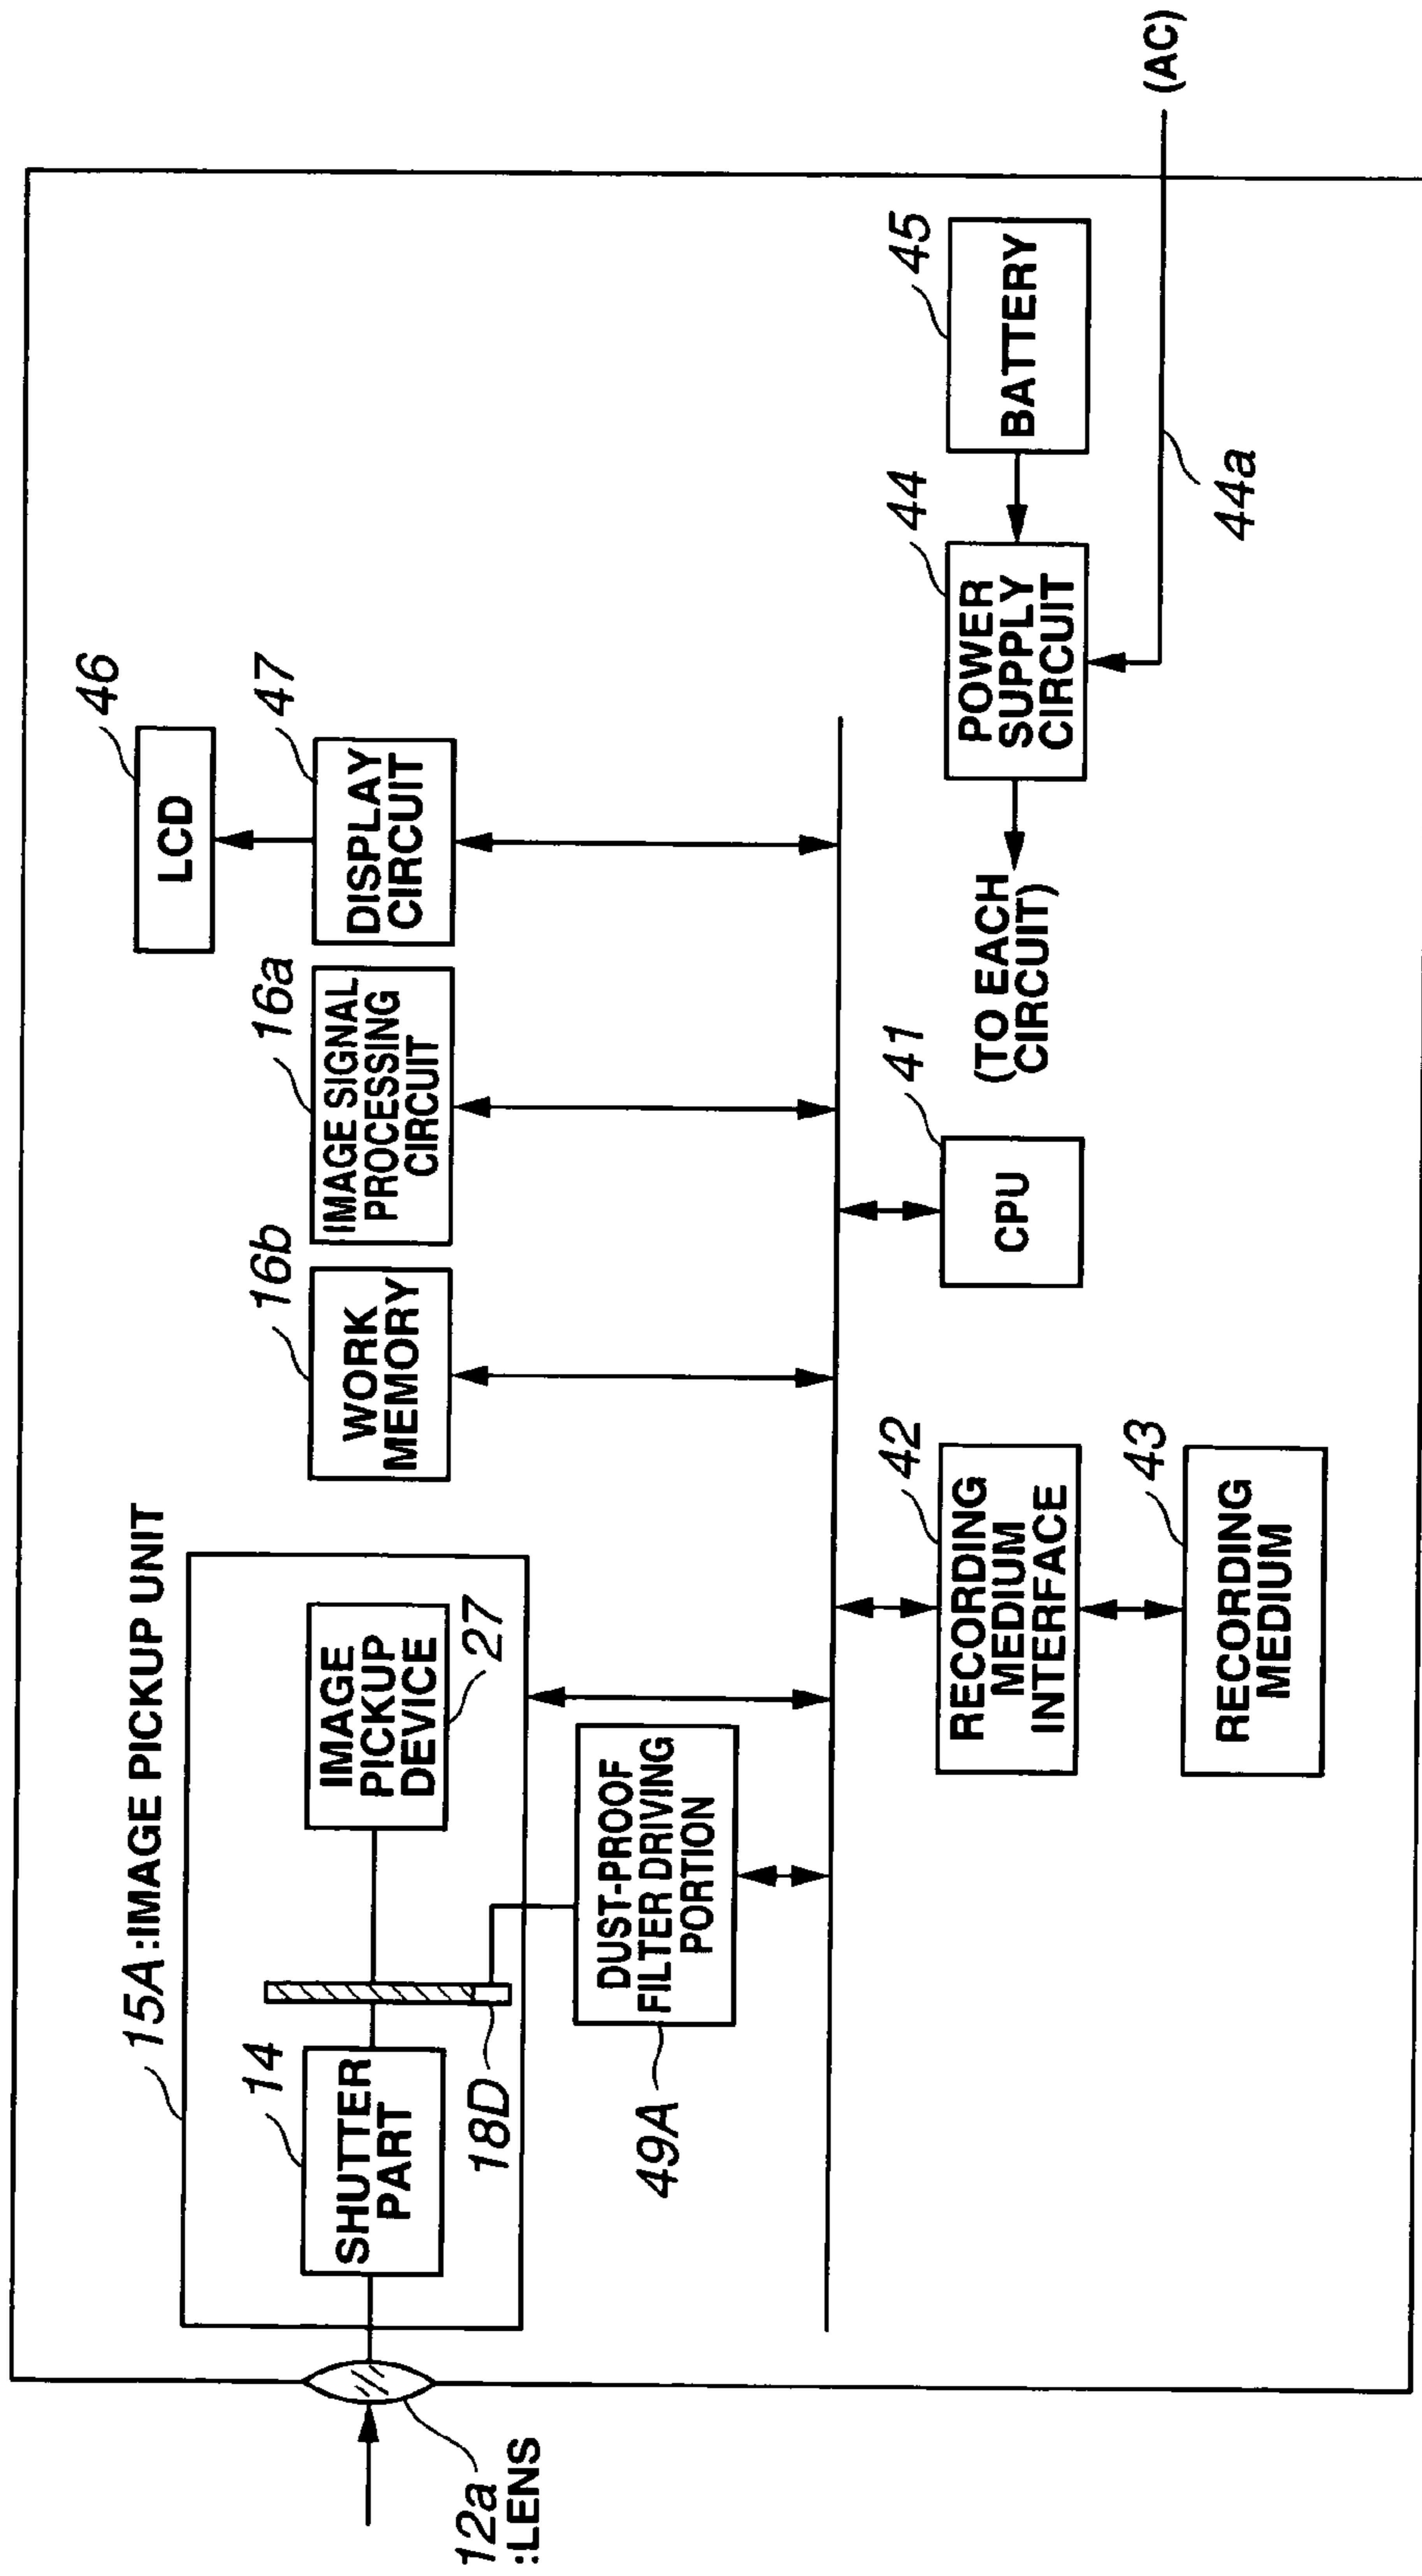 46
LCD
47
DISPLAY
CIRCUIT
16a
IMAGE SIGNAL
PROCESSING
CIRCUIT
16b
WORK
MEMORY
15A :IMAGE PICKUP UNIT
IMAGE
PICKUP
DEVICE
27
14
SHUTTER
PART
18D
DUST-PROOF
FILTER DRIVING
PORTION
49A
12a
:LENS
45
BATTERY
44
POWER
SUPPLY
CIRCUIT
44a
(AC)
(TO EACH
CIRCUIT)
41
CPU
42
RECORDING
MEDIUM
INTERFACE
43
RECORDING
MEDIUM